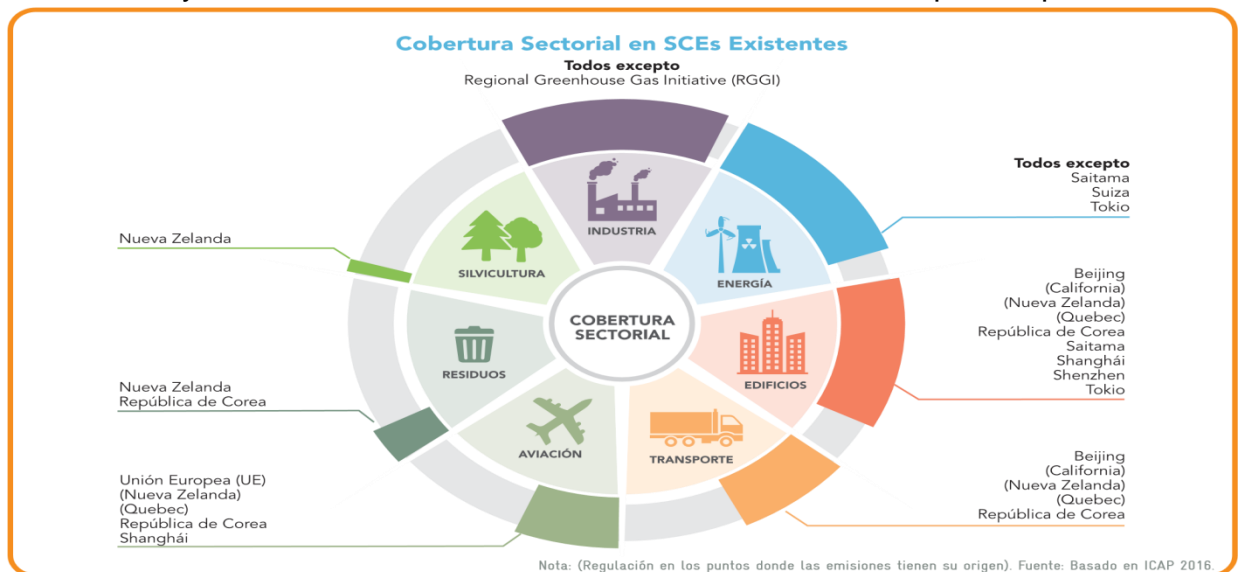 Cobertura Sectorial en SCEs Existentes
Todos excepto
Regional Greenhouse Gas Initiative (RGGI)
INDUSTRIA
Todos excepto
Saitama
Suiza
Tokio
ENERGÍA
Beijing
(California)
(Nueva Zelanda)
(Quebec)
República de Corea
Saitama
Shanghái
Shenzhen
Tokio
EDIFICIOS
Beijing
(California)
(Nueva Zelanda)
(Quebec)
República de Corea
TRANSPORTE
Unión Europea (UE)
(Nueva Zelanda)
(Quebec)
República de Corea
Shanghái
AVIACIÓN
Nueva Zelanda
República de Corea
RESIDUOS
Nueva Zelanda
SILVICULTURA
COBERTURA
SECTORIAL
Nota: (Regulación en los puntos donde las emisiones tienen su origen). Fuente: Basado en ICAP 2016.